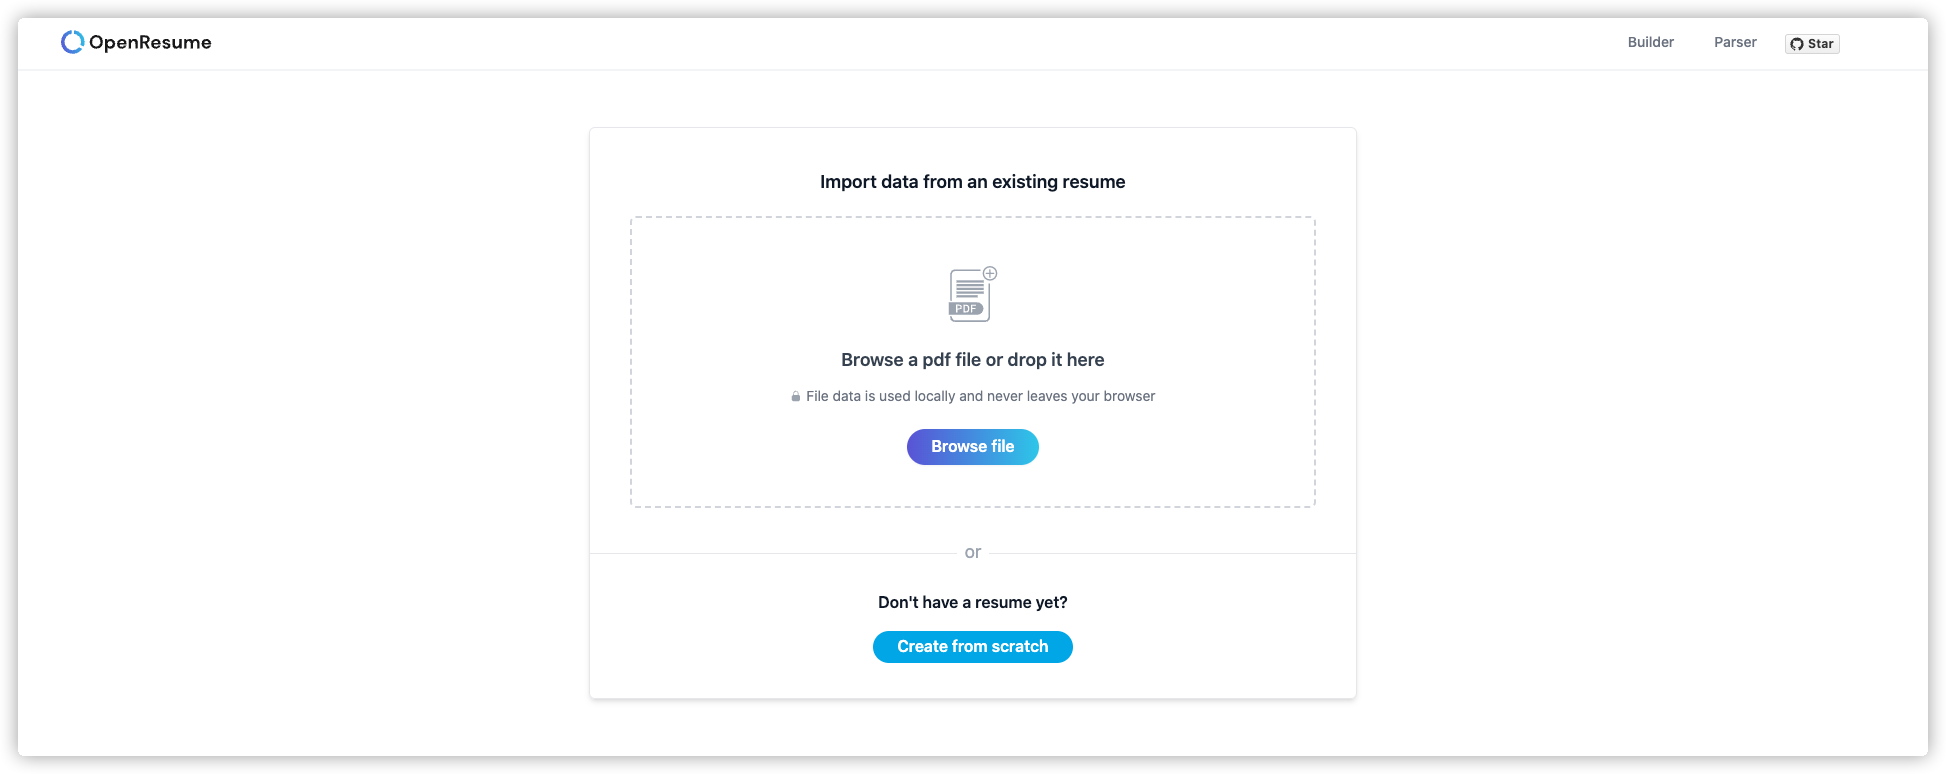 OpenResume
Builder
Parser
Star
Import data from an existing resume
PDF
Browse a pdf file or drop it here
File data is used locally and never leaves your browser
Browse file
or
Don't have a resume yet?
Create from scratch